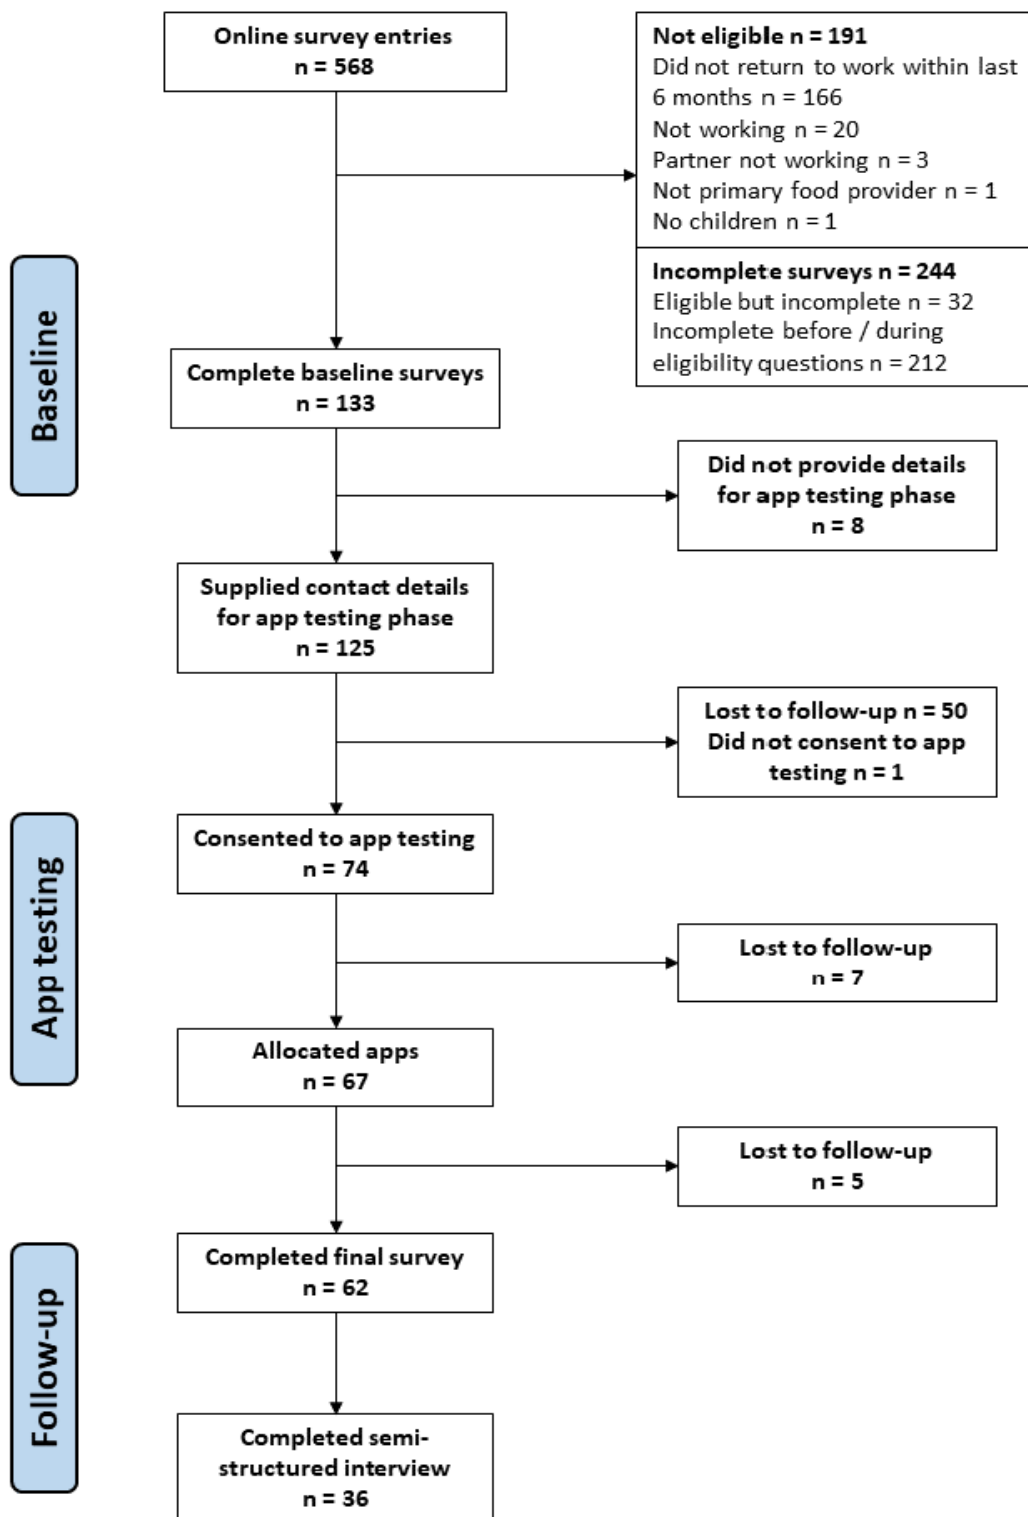 Online survey entries
n = 568
Not eligible n = 191
Did not return to work within last
6 months n = 166
Not working n = 20
Partner not working n = 3
Not primary food provider n = 1
No children n = 1
Incomplete surveys n = 244
Eligible but incomplete n = 32
Incomplete before / during
eligibility questions n = 212
Baseline
Complete baseline surveys
n = 133
Did not provide details
for app testing phase
n = 8
Supplied contact details
for app testing phase
n = 125
Lost to follow-up n = 50
Did not consent to app
testing n = 1
App testing
Consented to app testing
n = 74
Lost to follow-up
n = 7
Allocated apps
n = 67
Lost to follow-up
n = 5
Follow-up
Completed final survey
n = 62
Completed semi-
structured interview
n = 36